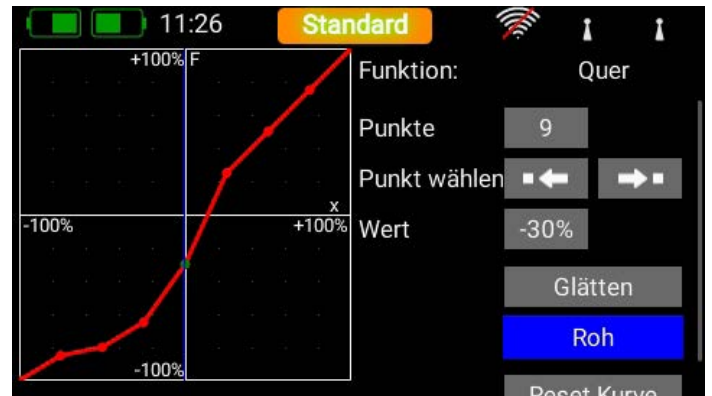 11:26 Standard
+100% F
Funktion: Quer
Punkte 9
Punkt wählen
x
-100% +100%
Wert -30%
Glätten
Roh
-100%
Reset Kurve